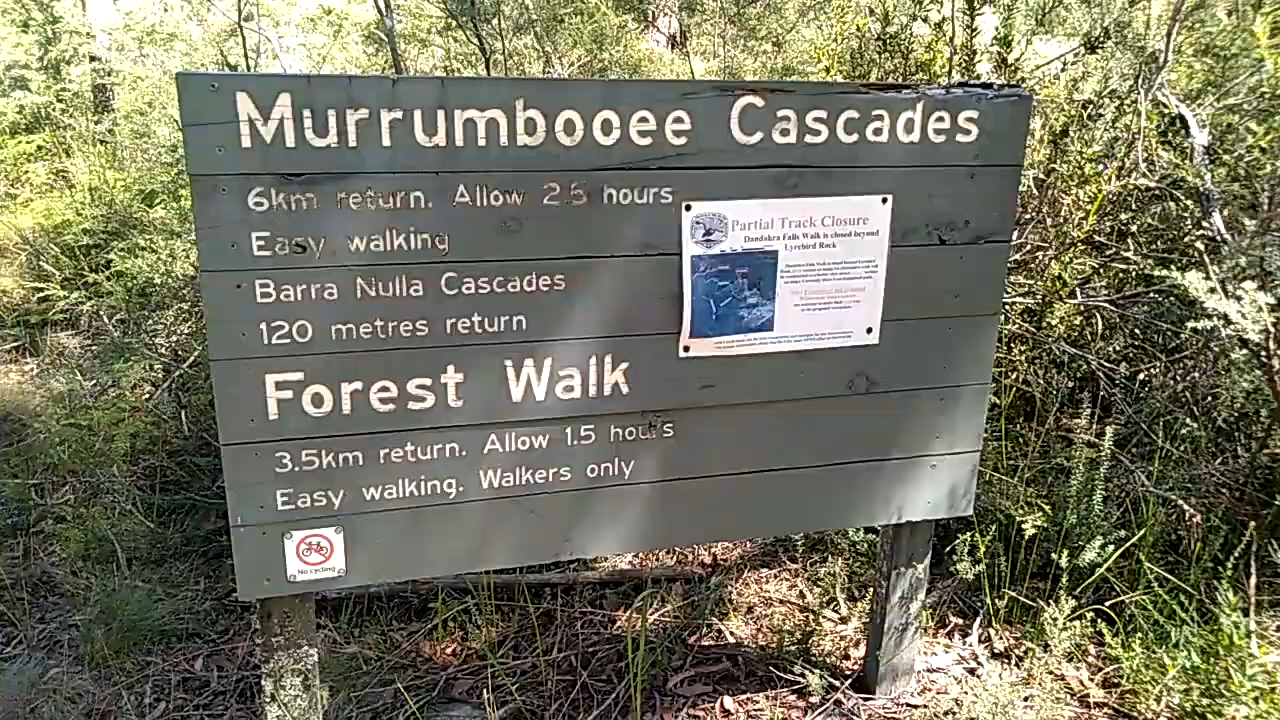 Murrumbooee Cascades
6km return. Allow 2.5 hours
Easy walking
Barra Nulla Cascades
120 metres return
Forest Walk
3.5km return. Allow 1.5 hours
Easy walking. Walkers only
Partial Track Closure
Dandahra Falls Walk is closed beyond
Lyrebird Rock
No cycling